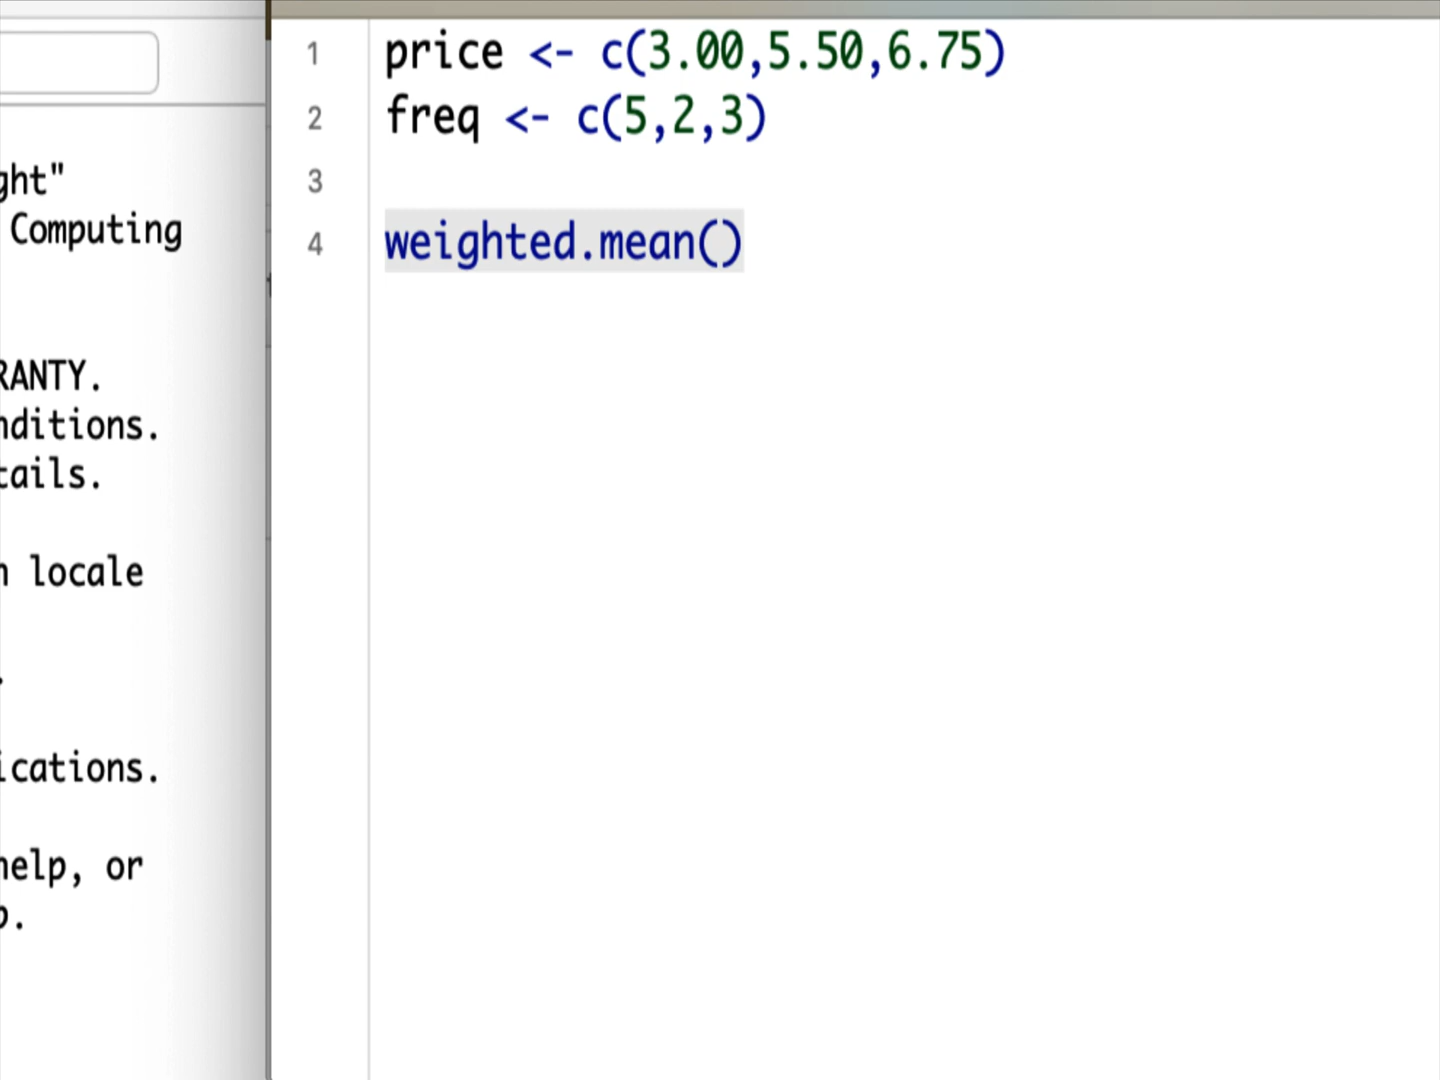 ght"
Computing
RANTY.
nditions.
tails.
n locale
ications.
help, or
1 price <- c(3.00,5.50,6.75)
2 freq <- c(5,2,3)
3
4 weighted.mean()